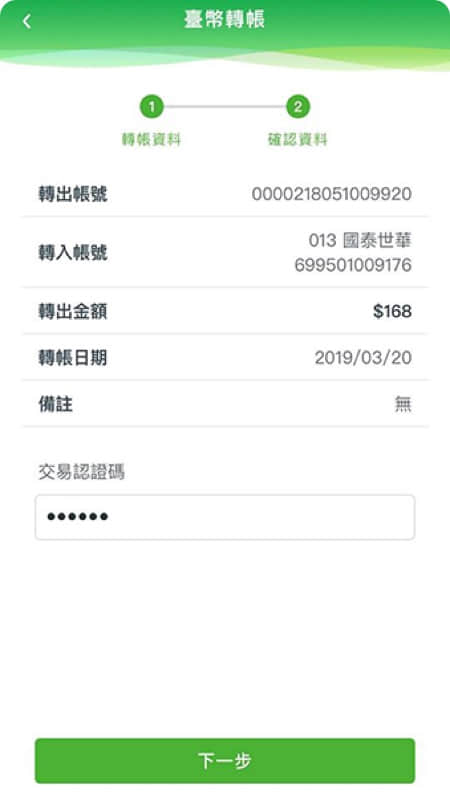 臺幣轉帳
1
2
轉帳資料
確認資料
轉出帳號
0000218051009920
轉入帳號
013 國泰世華
699501009176
轉出金額
$168
轉帳日期
2019/03/20
備註
無
交易認證碼
••••••
下一步